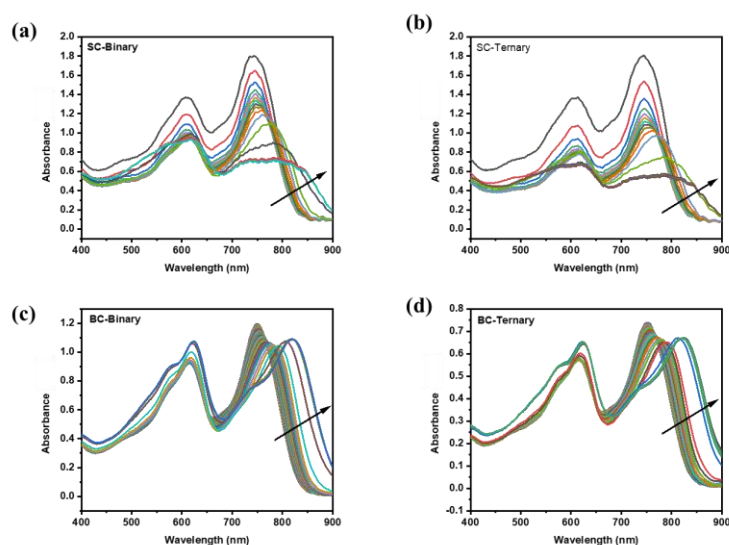 (a)
SC-Binary
2.0
1.8
1.6
1.4
1.2
1.0
0.8
0.6
0.4
0.2
0.0
Absorbance
400 500 600 700 800 900
Wavelength (nm)
(b)
SC-Ternary
2.0
1.8
1.6
1.4
1.2
1.0
0.8
0.6
0.4
0.2
0.0
Absorbance
400 500 600 700 800 900
Wavelength (nm)
(c)
BC-Binary
1.2
1.0
0.8
0.6
0.4
0.2
0.0
Absorbance
400 500 600 700 800 900
Wavelength (nm)
(d)
BC-Ternary
0.8
0.7
0.6
0.5
0.4
0.3
0.2
0.1
0.0
-0.1
Absorbance
400 500 600 700 800 900
Wavelength (nm)